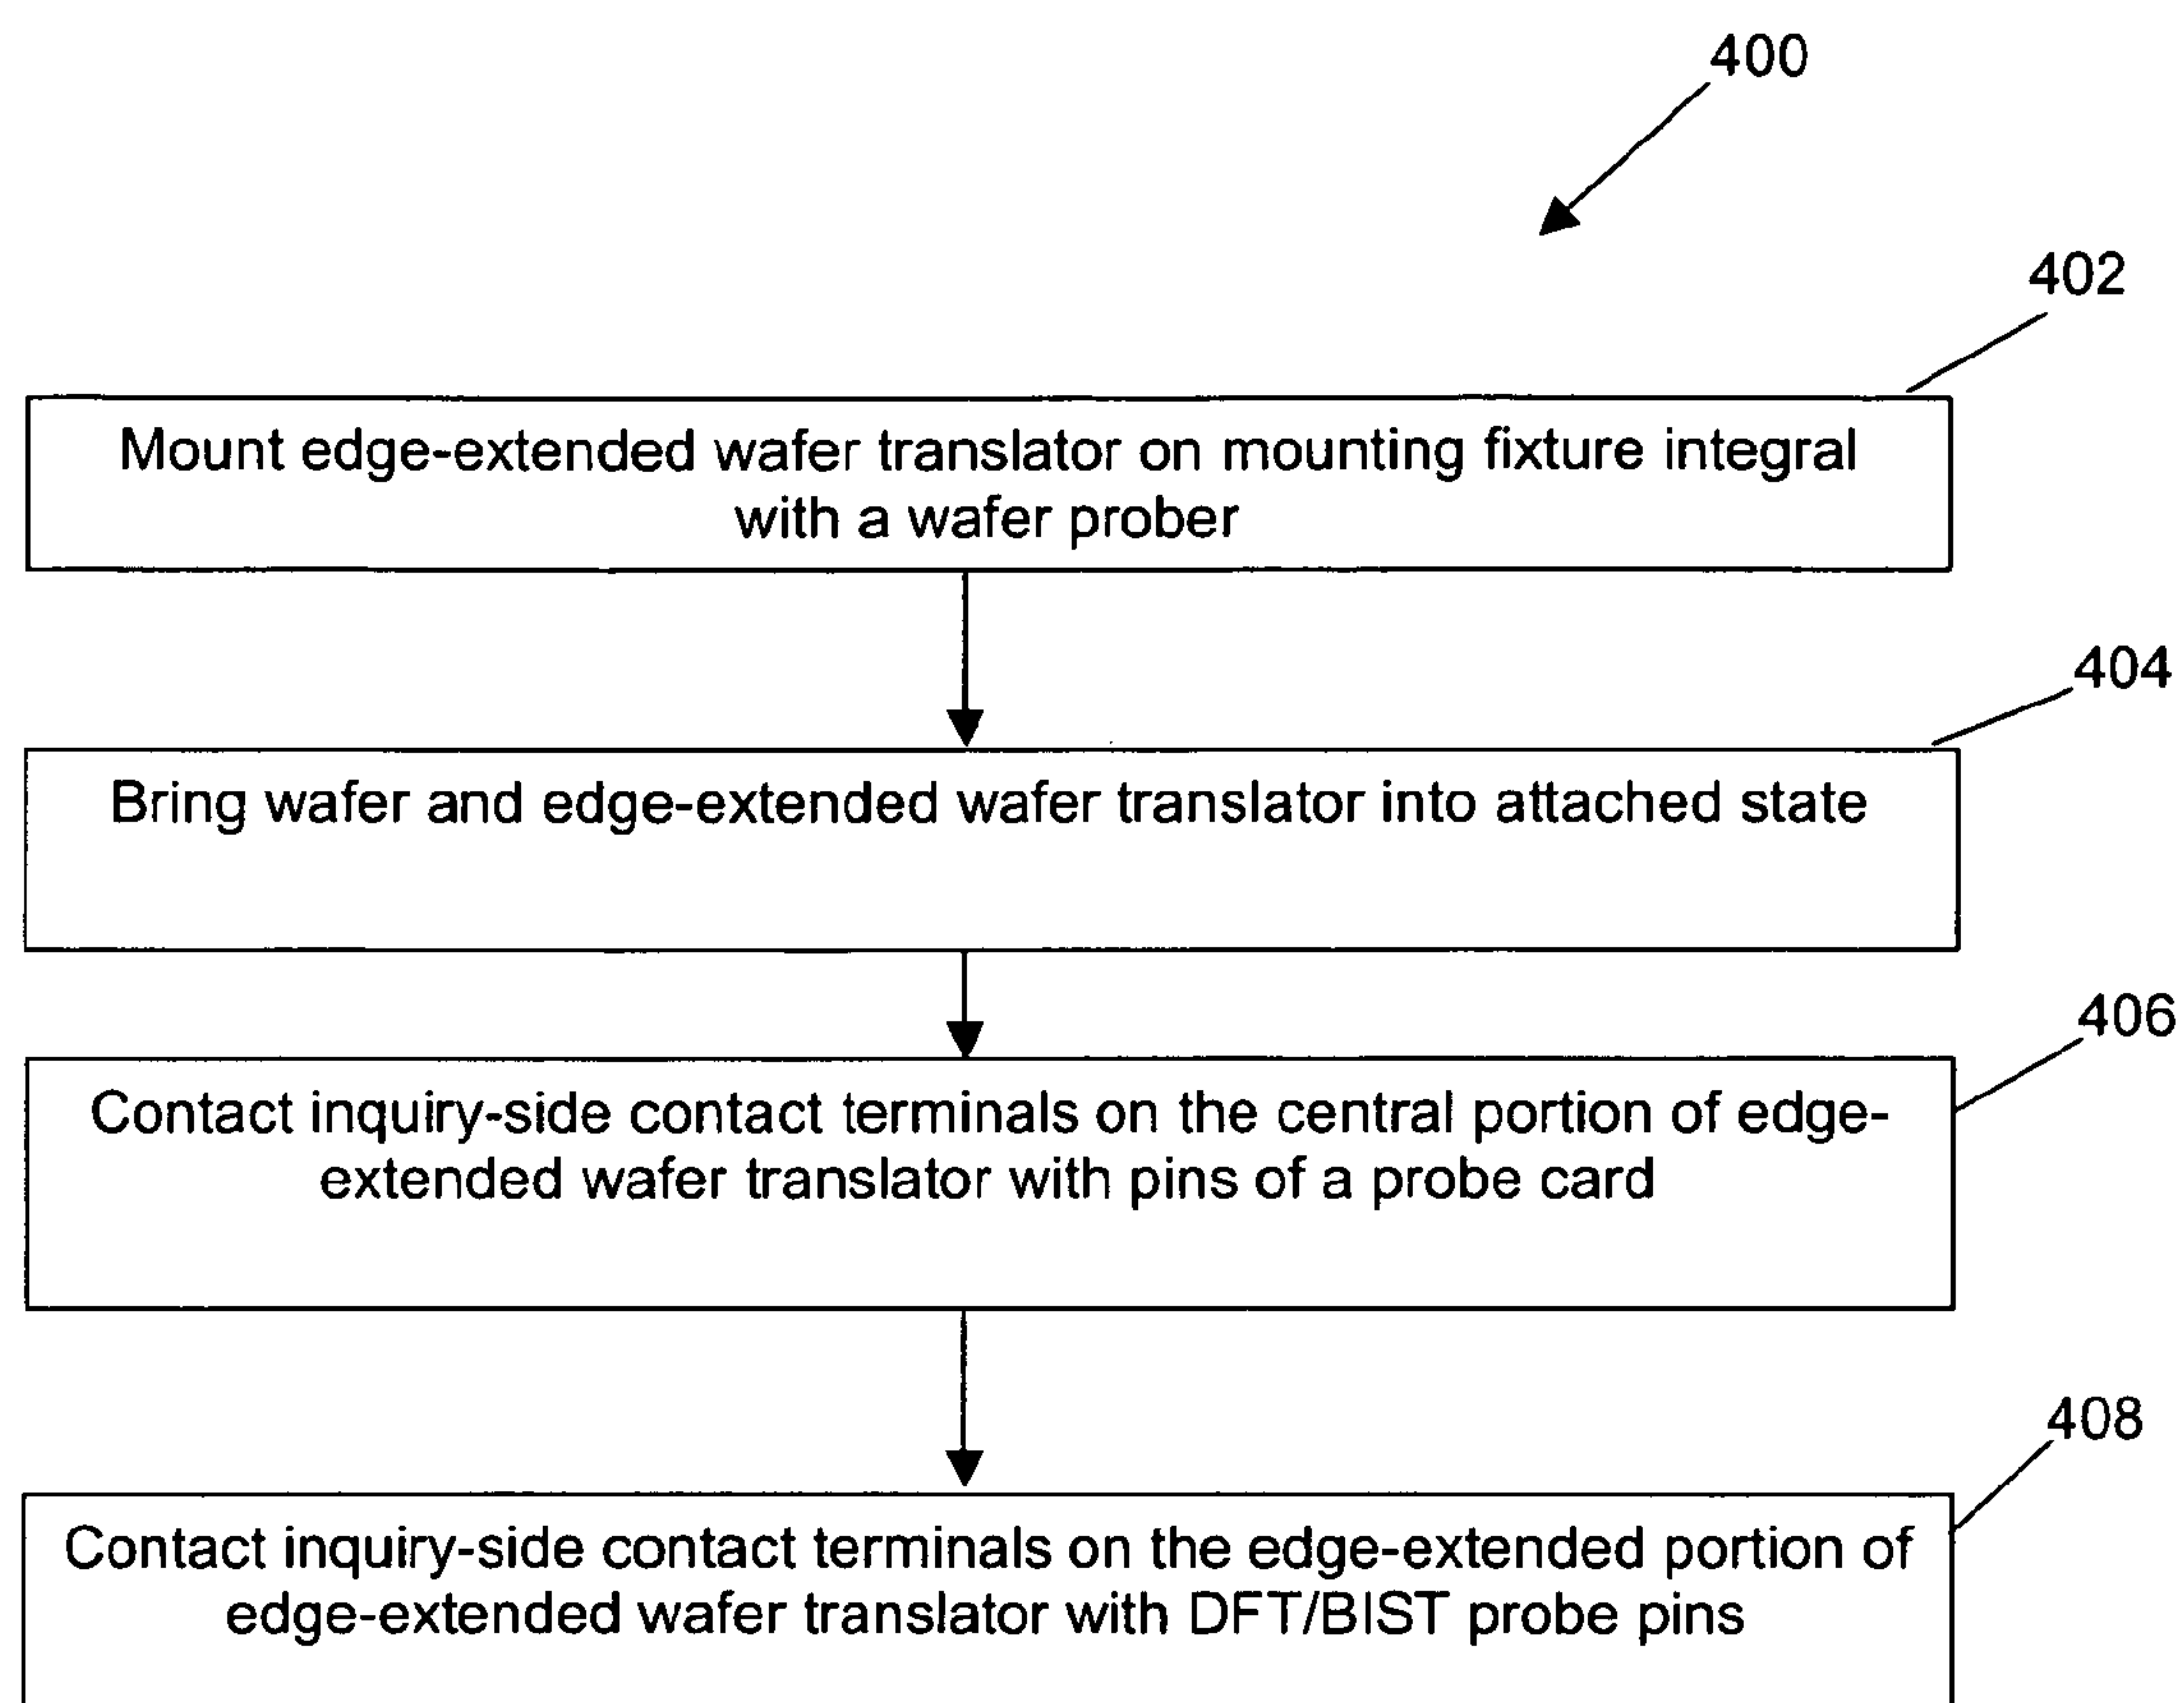 400
402
Mount edge-extended wafer translator on mounting fixture integral
with a wafer prober
404
Bring wafer and edge-extended wafer translator into attached state
406
Contact inquiry-side contact terminals on the central portion of edge-
extended wafer translator with pins of a probe card
408
Contact inquiry-side contact terminals on the edge-extended portion of
edge-extended wafer translator with DFT/BIST probe pins